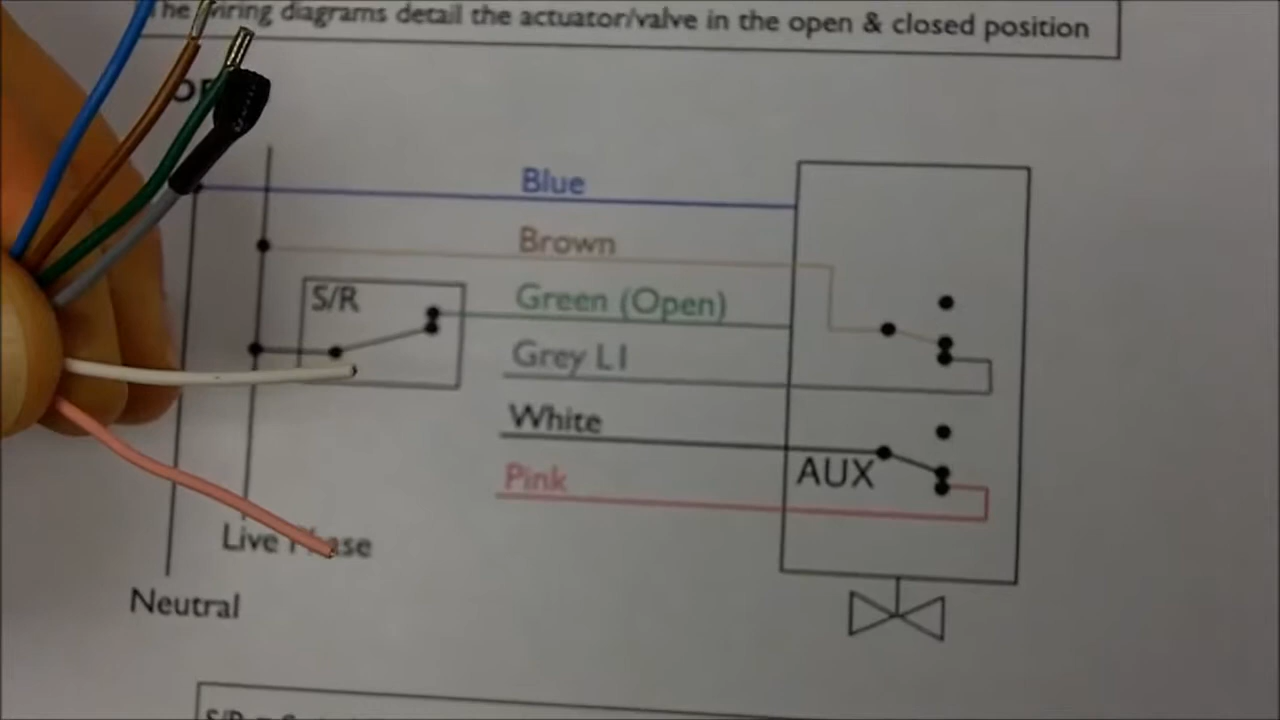 The wiring diagrams detail the actuator/valve in the open & closed position
Blue
Brown
S/R
Green (Open)
Grey L1
White
AUX
Pink
Live Phase
Neutral